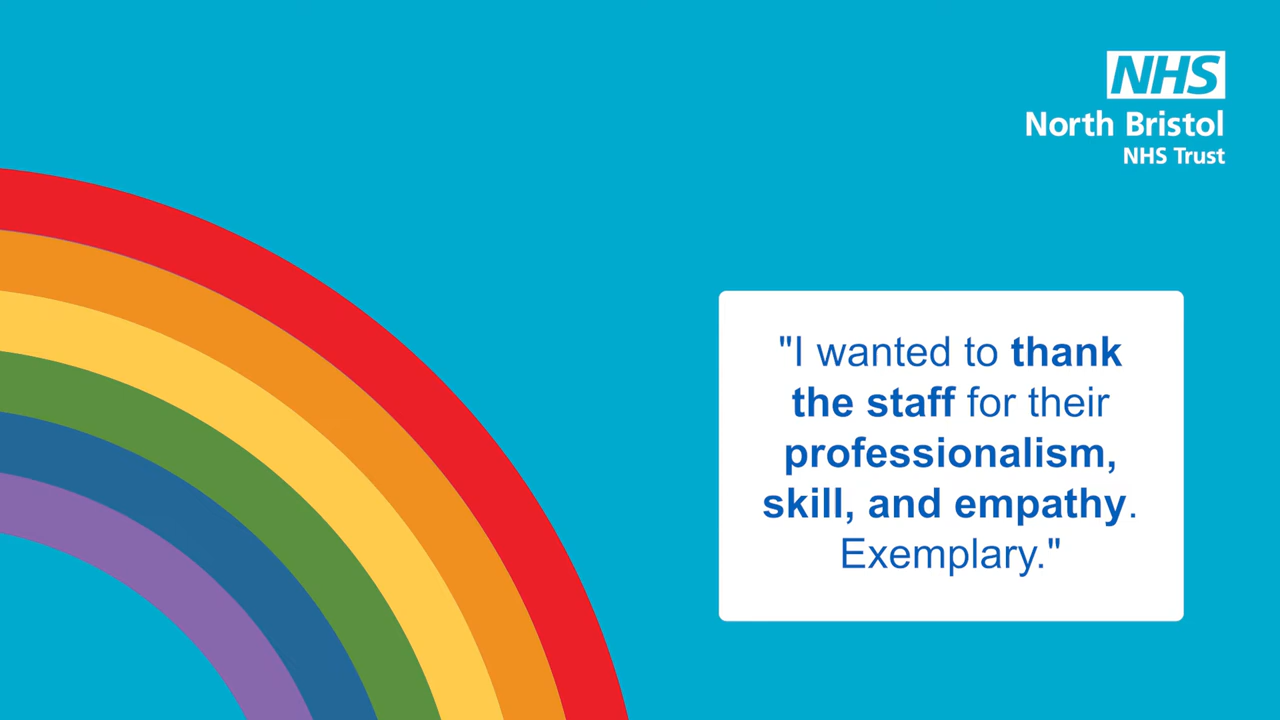 NHS
North Bristol
NHS Trust
"I wanted to thank
the staff for their
professionalism,
skill, and empathy.
Exemplary."